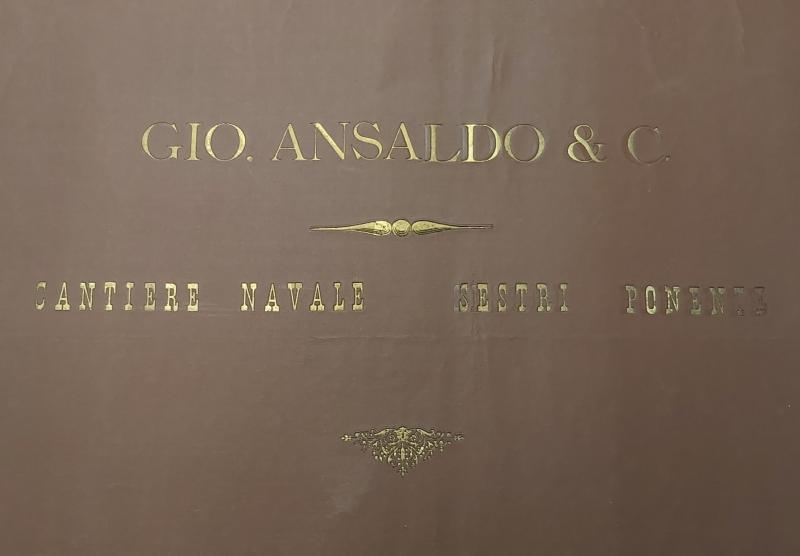 GIO. ANSALDO & C.
CANTIERE NAVALE SESTRI PONENTE